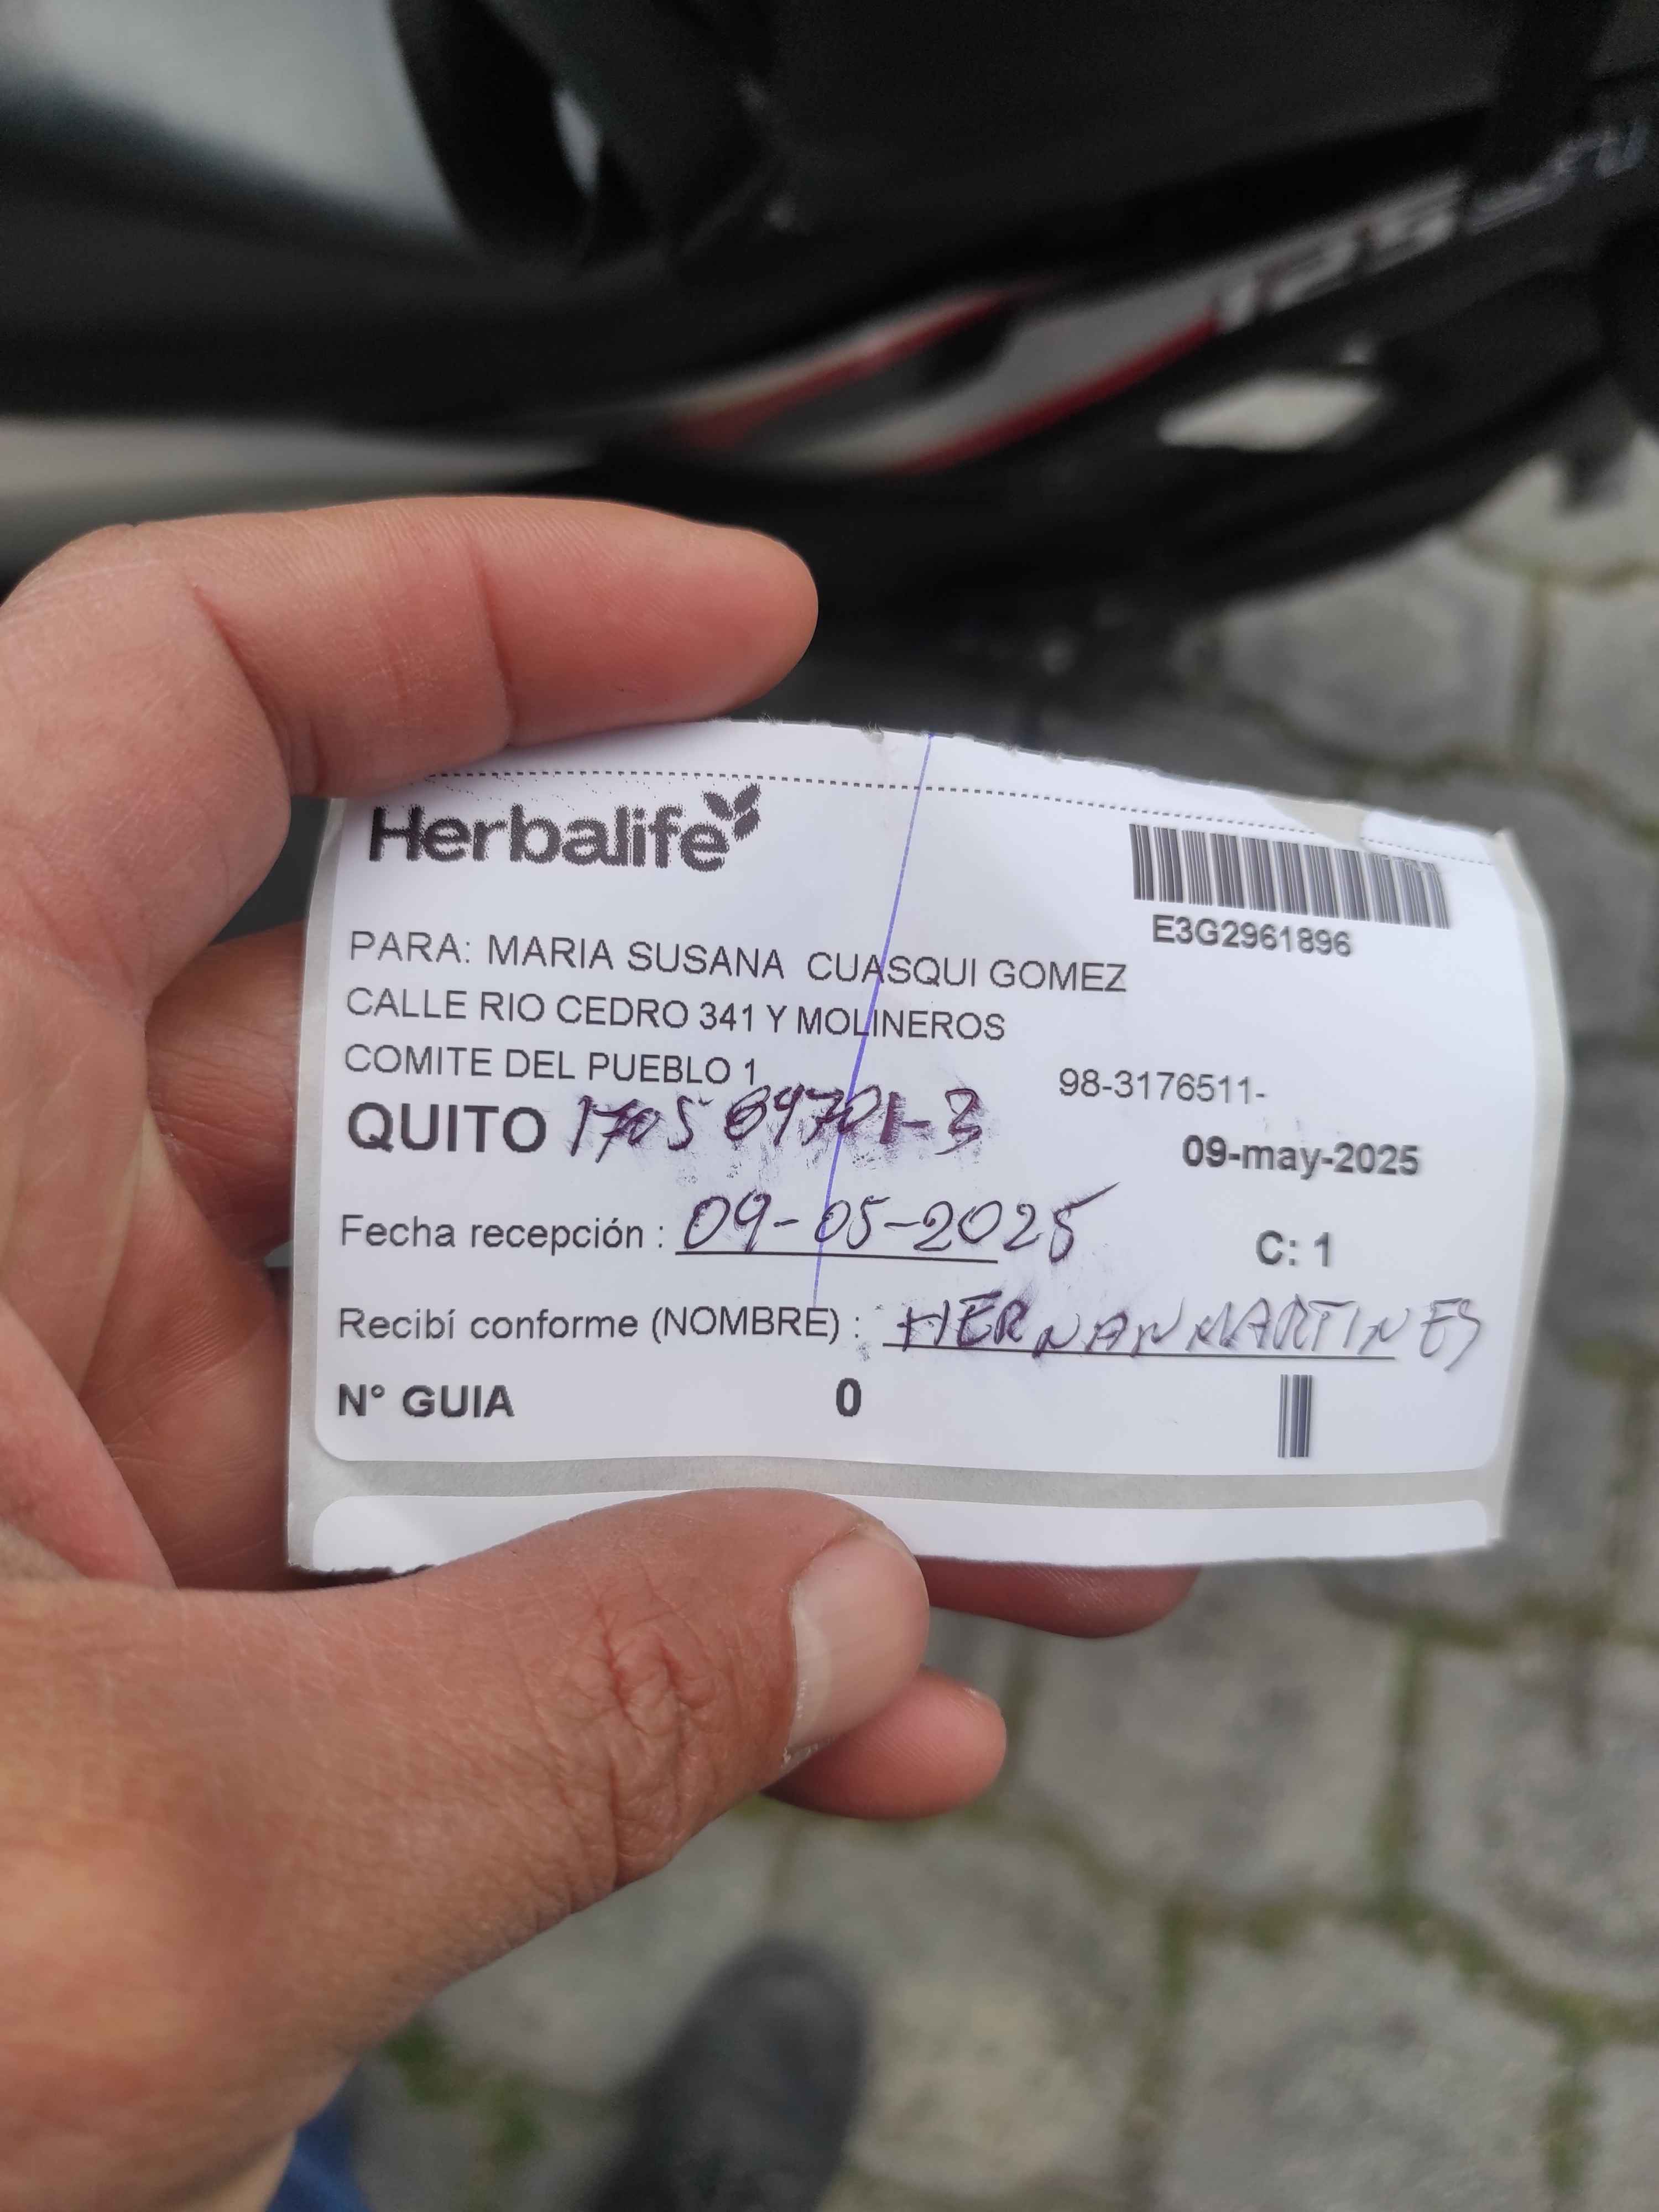 Herbalife
E3G2961896
PARA: MARIA SUSANA CUASQUI GOMEZ
CALLE RIO CEDRO 341 Y MOLINEROS
COMITE DEL PUEBLO 1 98-3176511-
QUITO 09-may-2025
Fecha recepción : 09-05-2025 C: 1
Recibí conforme (NOMBRE) : HERNAN MARTINES
N° GUIA 0